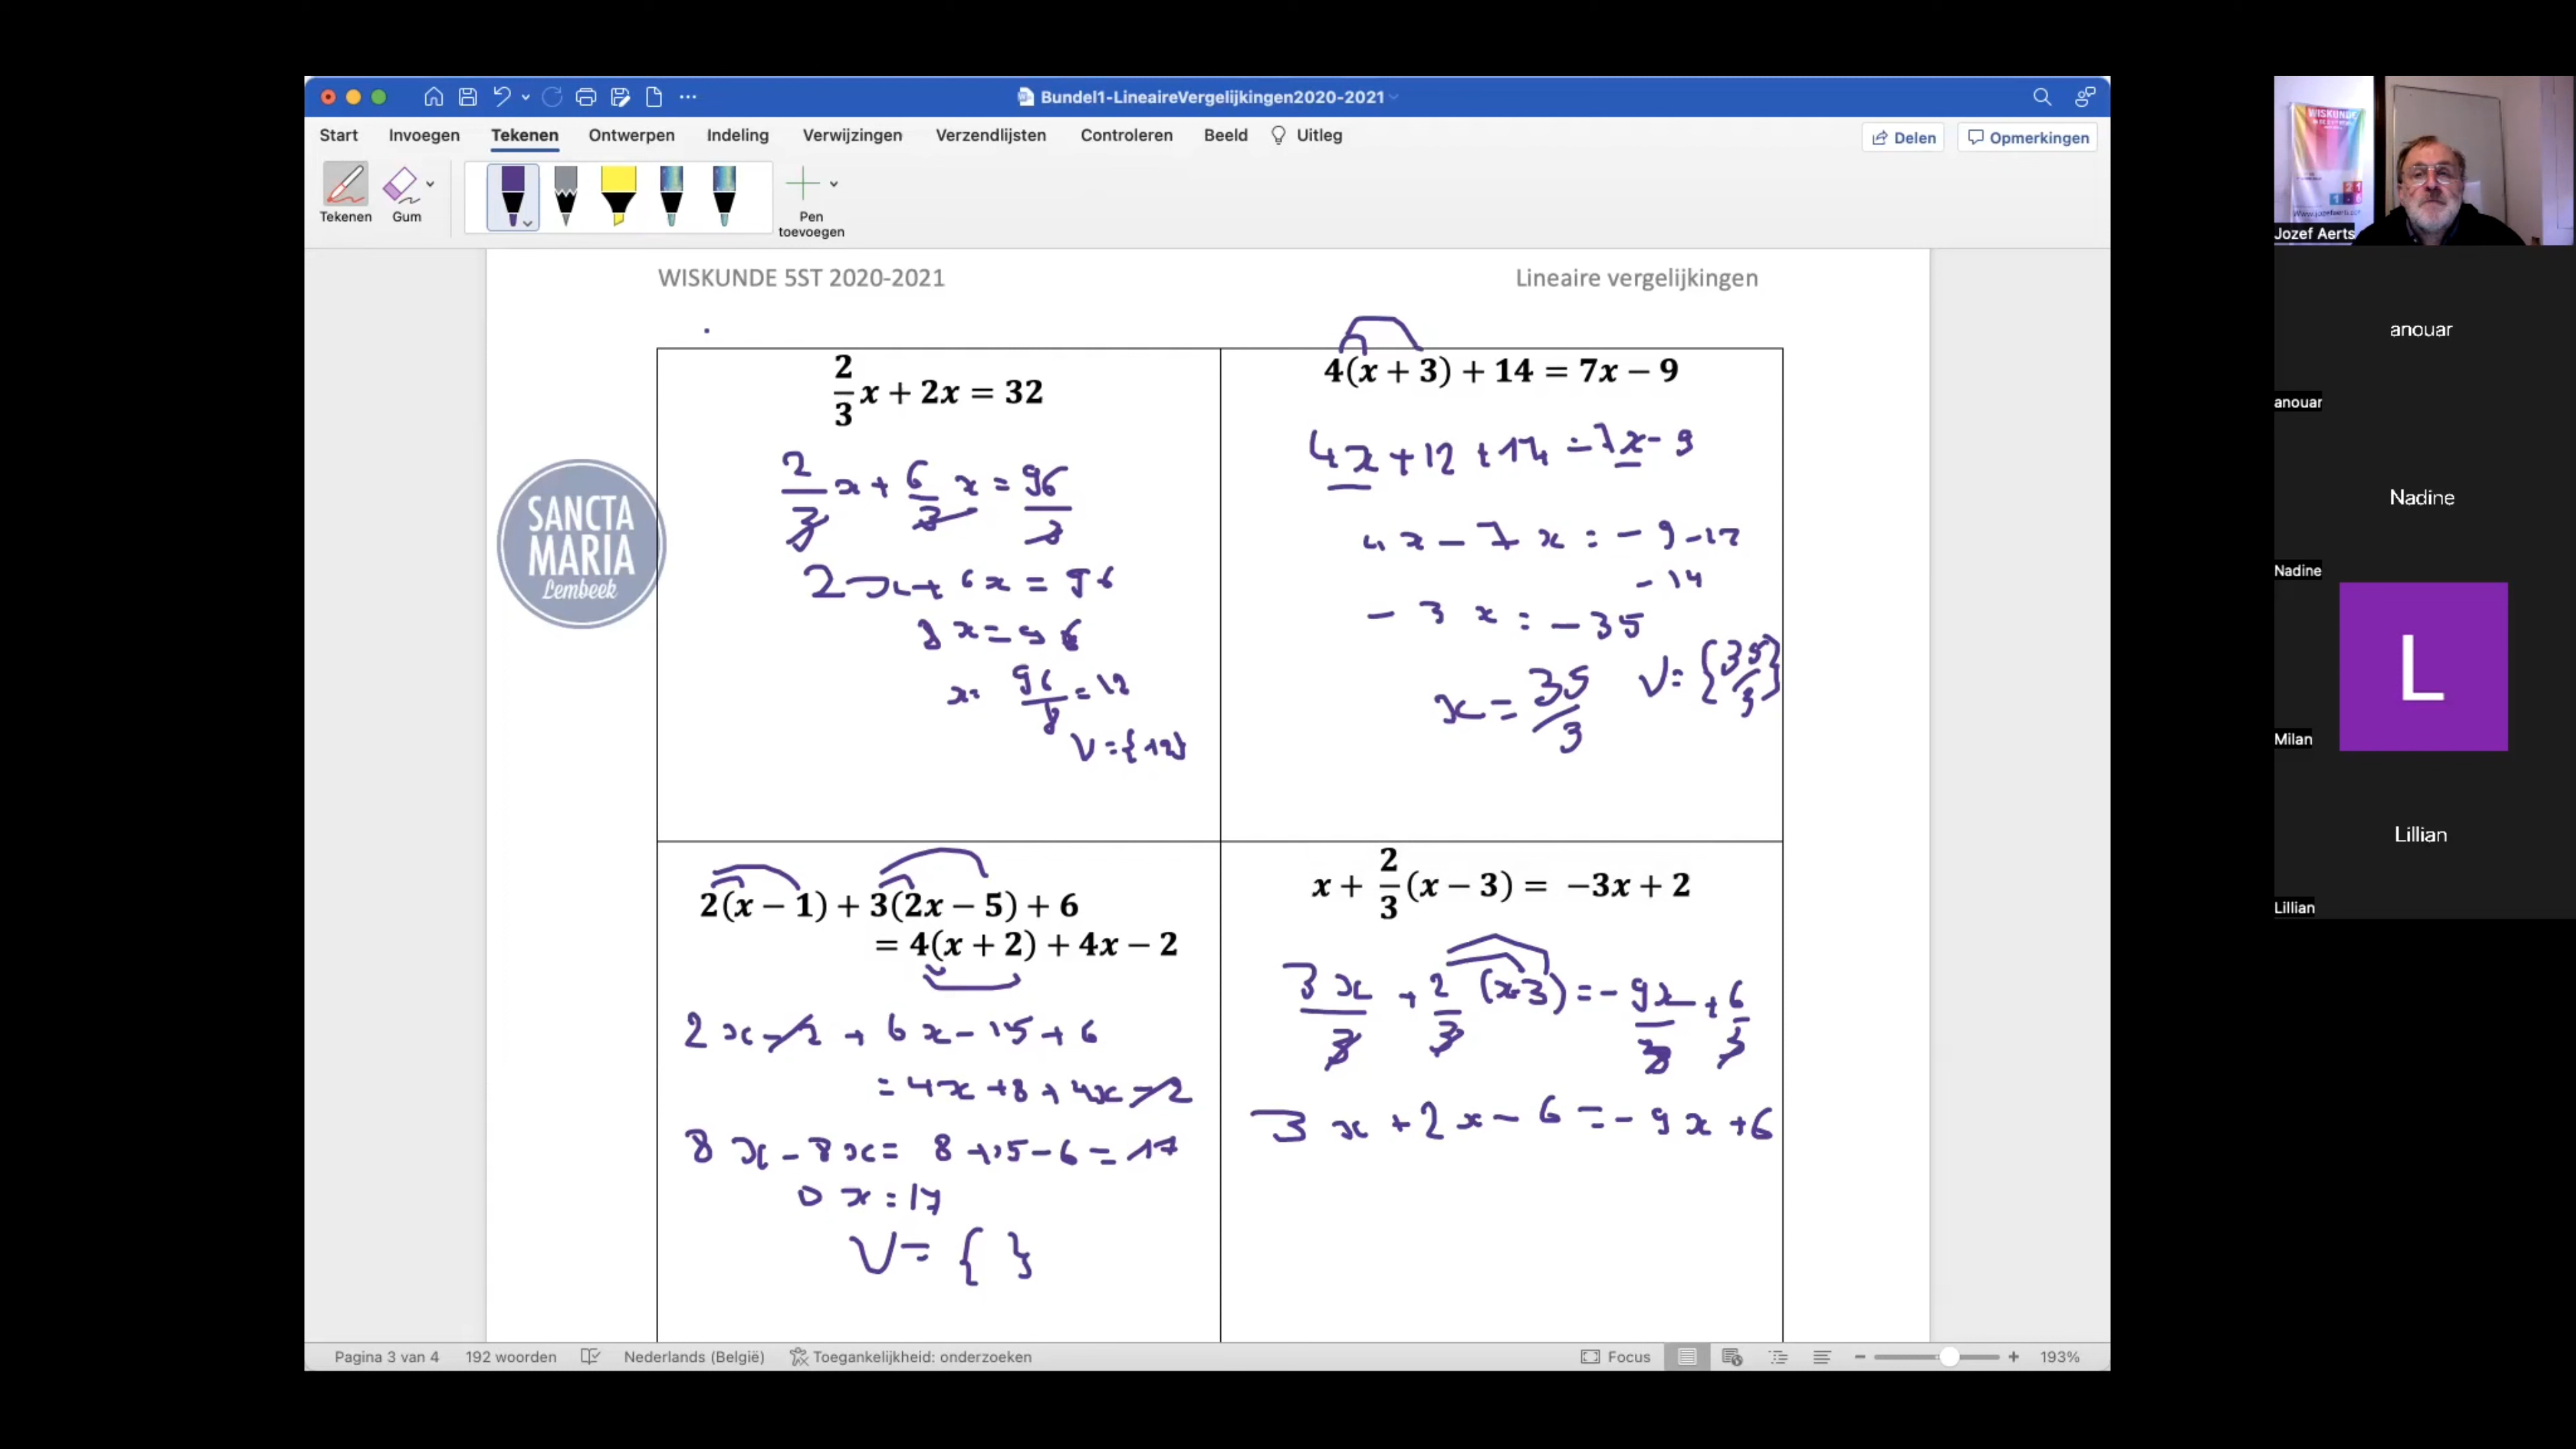 Bundel1-LineaireVergelijkingen2020-2021
Start Invoegen Tekenen Ontwerpen Indeling Verwijzingen Verzendlijsten Controleren Beeld Uitleg
Delen Opmerkingen
Tekenen Gum Pen toevoegen
WISKUNDE 5ST 2020-2021 Lineaire vergelijkingen
SANCTA
MARIA
Lembeek
2/3 x + 2x = 32
2/3 x + 6/3 x = 96/3
2x + 6x = 96
8x = 96
x = 96/8 = 12
V = {12}
4(x + 3) + 14 = 7x − 9
4x + 12 + 14 = 7x - 9
4x - 7x = -9 - 12
- 14
- 3x = - 35
x = 35/3 V = {35/3}
2(x − 1) + 3(2x − 5) + 6
= 4(x + 2) + 4x − 2
2x - 2 + 6x - 15 + 6
= 4x + 8 + 4x - 2
8x - 8x = 8 + 15 - 6 = 17
0x = 17
V = { }
x + 2/3 (x − 3) = −3x + 2
3x/3 + 2/3 (x-3) = - 9x/3 + 6/3
3x + 2x - 6 = - 9x + 6
Pagina 3 van 4 192 woorden Nederlands (België) Toegankelijkheid: onderzoeken Focus 193%
WISKUNDE
www.jozefaerts.
Jozef Aerts
anouar
anouar
Nadine
Nadine
L
Milan
Lillian
Lillian